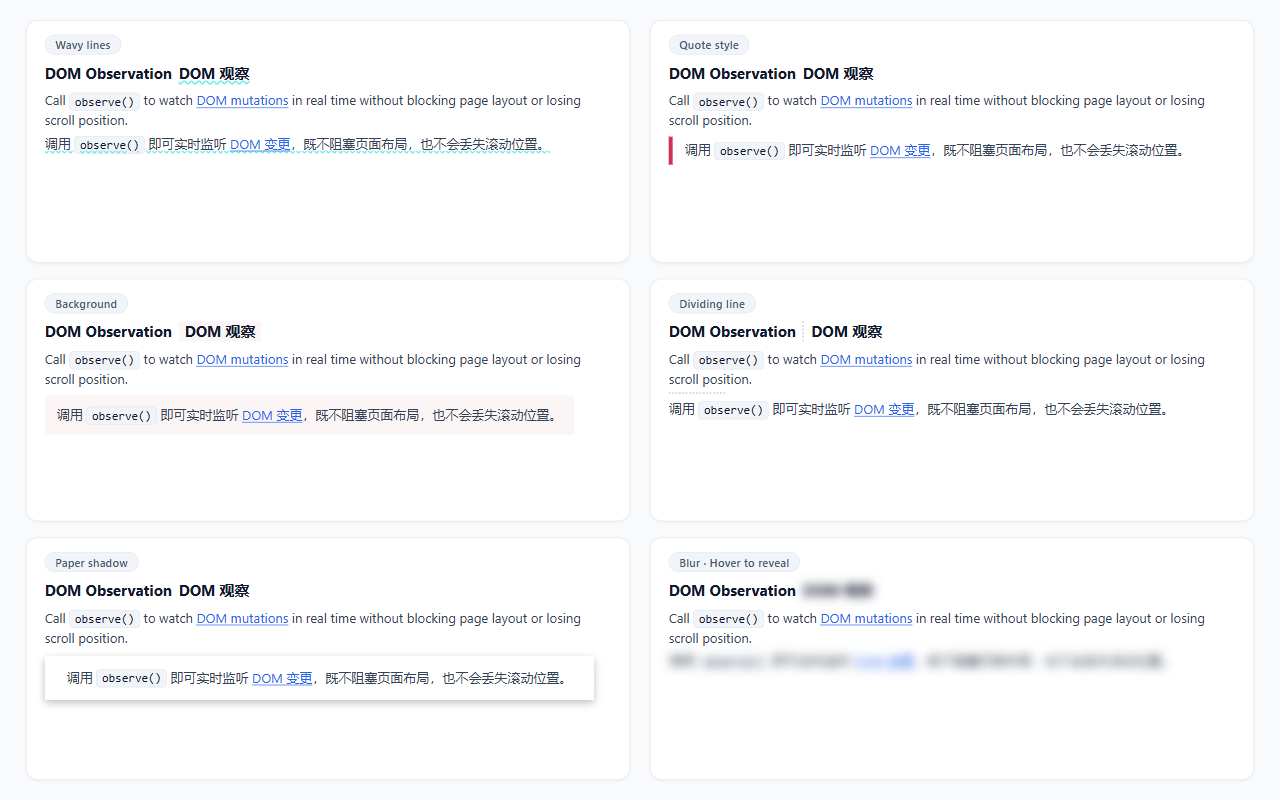 Wavy lines
DOM Observation DOM 观察
Call observe() to watch DOM mutations in real time without blocking page layout or losing
scroll position.
调用 observe() 即可实时监听 DOM 变更，既不阻塞页面布局，也不会丢失滚动位置。
Quote style
DOM Observation DOM 观察
Call observe() to watch DOM mutations in real time without blocking page layout or losing
scroll position.
调用 observe() 即可实时监听 DOM 变更，既不阻塞页面布局，也不会丢失滚动位置。
Background
DOM Observation DOM 观察
Call observe() to watch DOM mutations in real time without blocking page layout or losing
scroll position.
调用 observe() 即可实时监听 DOM 变更，既不阻塞页面布局，也不会丢失滚动位置。
Dividing line
DOM Observation DOM 观察
Call observe() to watch DOM mutations in real time without blocking page layout or losing
scroll position.
调用 observe() 即可实时监听 DOM 变更，既不阻塞页面布局，也不会丢失滚动位置。
Paper shadow
DOM Observation DOM 观察
Call observe() to watch DOM mutations in real time without blocking page layout or losing
scroll position.
调用 observe() 即可实时监听 DOM 变更，既不阻塞页面布局，也不会丢失滚动位置。
Blur · Hover to reveal
DOM Observation
Call observe() to watch DOM mutations in real time without blocking page layout or losing
scroll position.